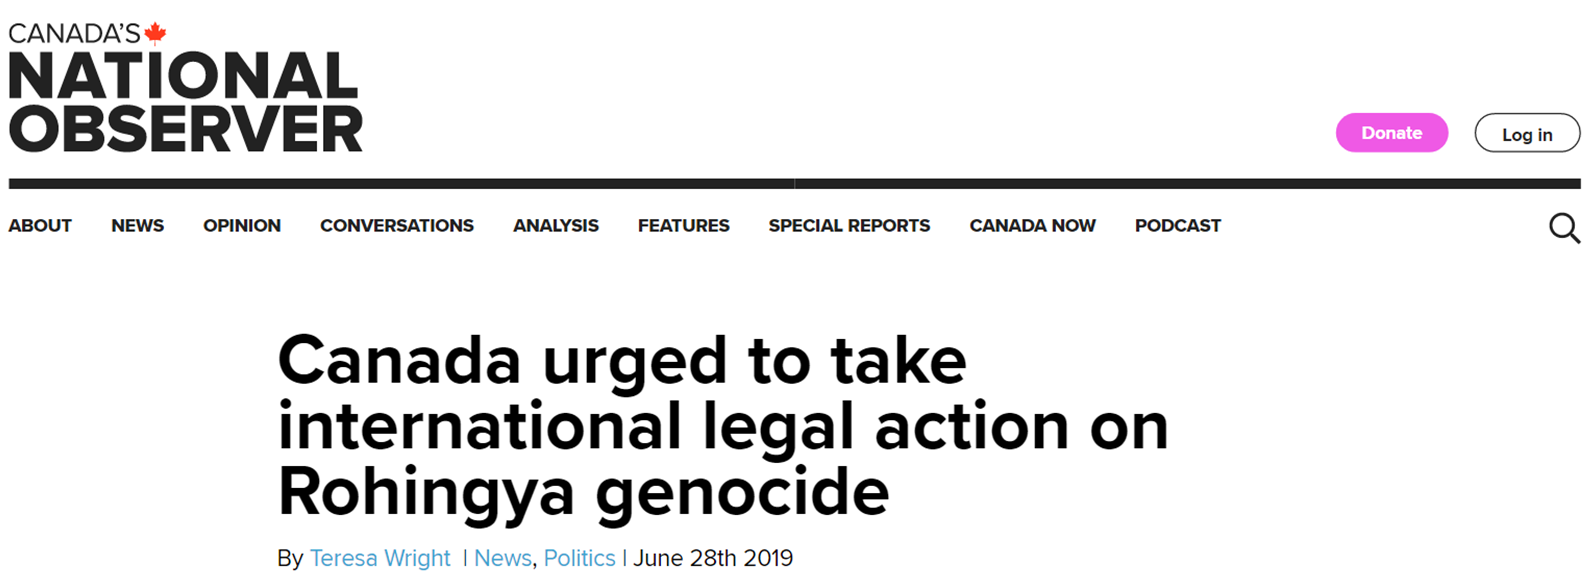 CANADA'S
NATIONAL
OBSERVER
Donate
Log in
ABOUT NEWS OPINION CONVERSATIONS ANALYSIS FEATURES SPECIAL REPORTS CANADA NOW PODCAST
Canada urged to take
international legal action on
Rohingya genocide
By Teresa Wright | News, Politics | June 28th 2019